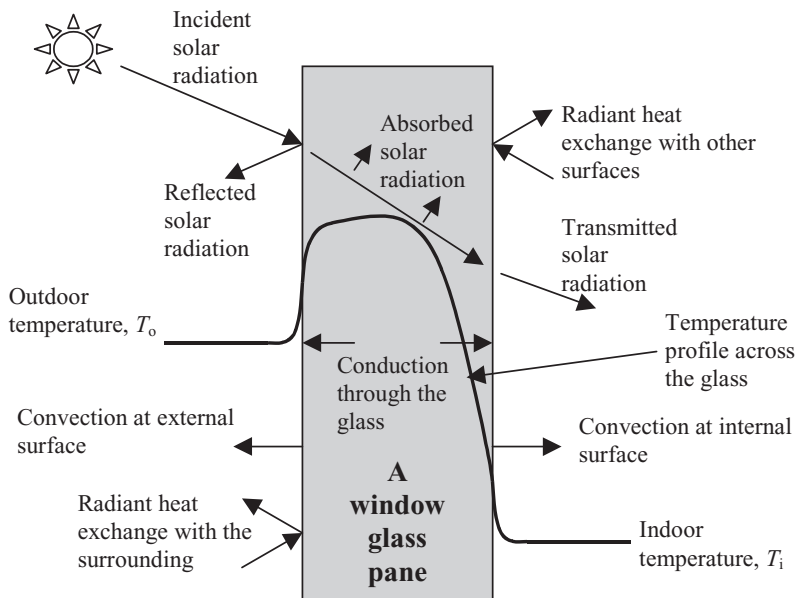 Incident
solar
radiation
Absorbed
solar
radiation
Radiant heat
exchange with other
surfaces
Reflected
solar
radiation
Transmitted
solar
radiation
Outdoor
temperature, To
Temperature
profile across
the glass
Conduction
through the
glass
Convection at external
surface
Convection at internal
surface
A
window
glass
pane
Radiant heat
exchange with the
surrounding
Indoor
temperature, Ti